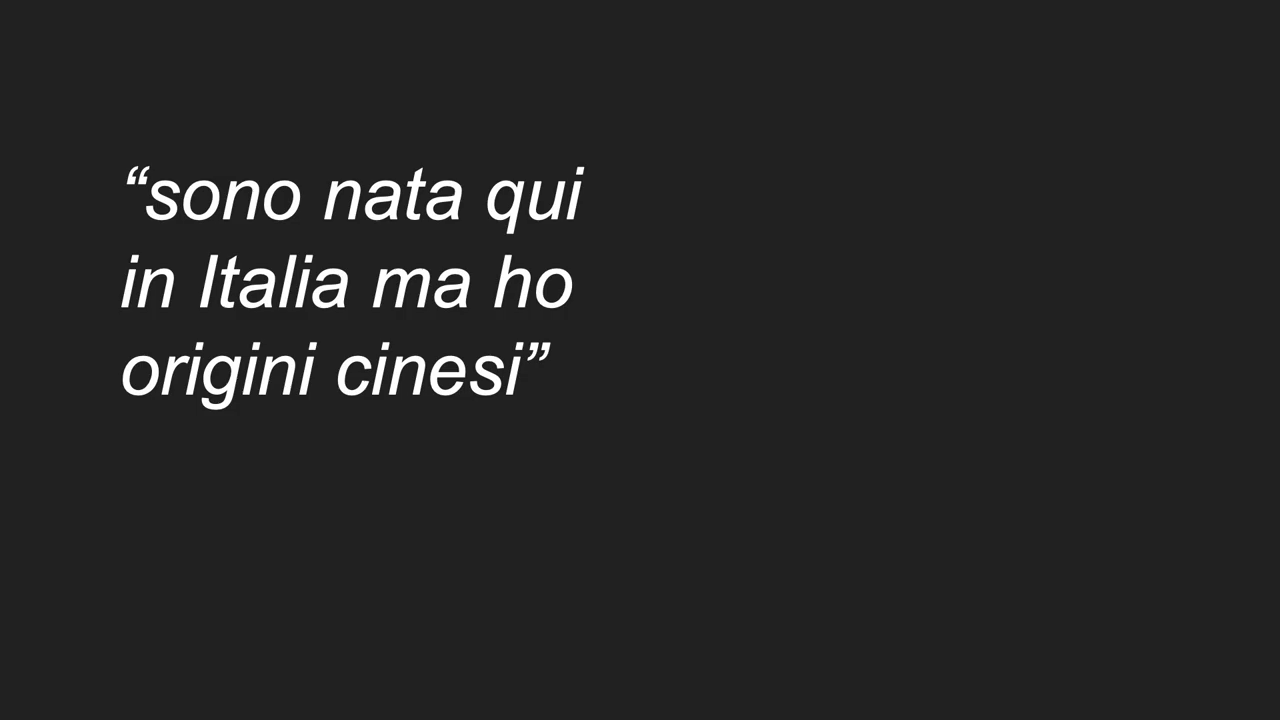 “sono nata qui
in Italia ma ho
origini cinesi”